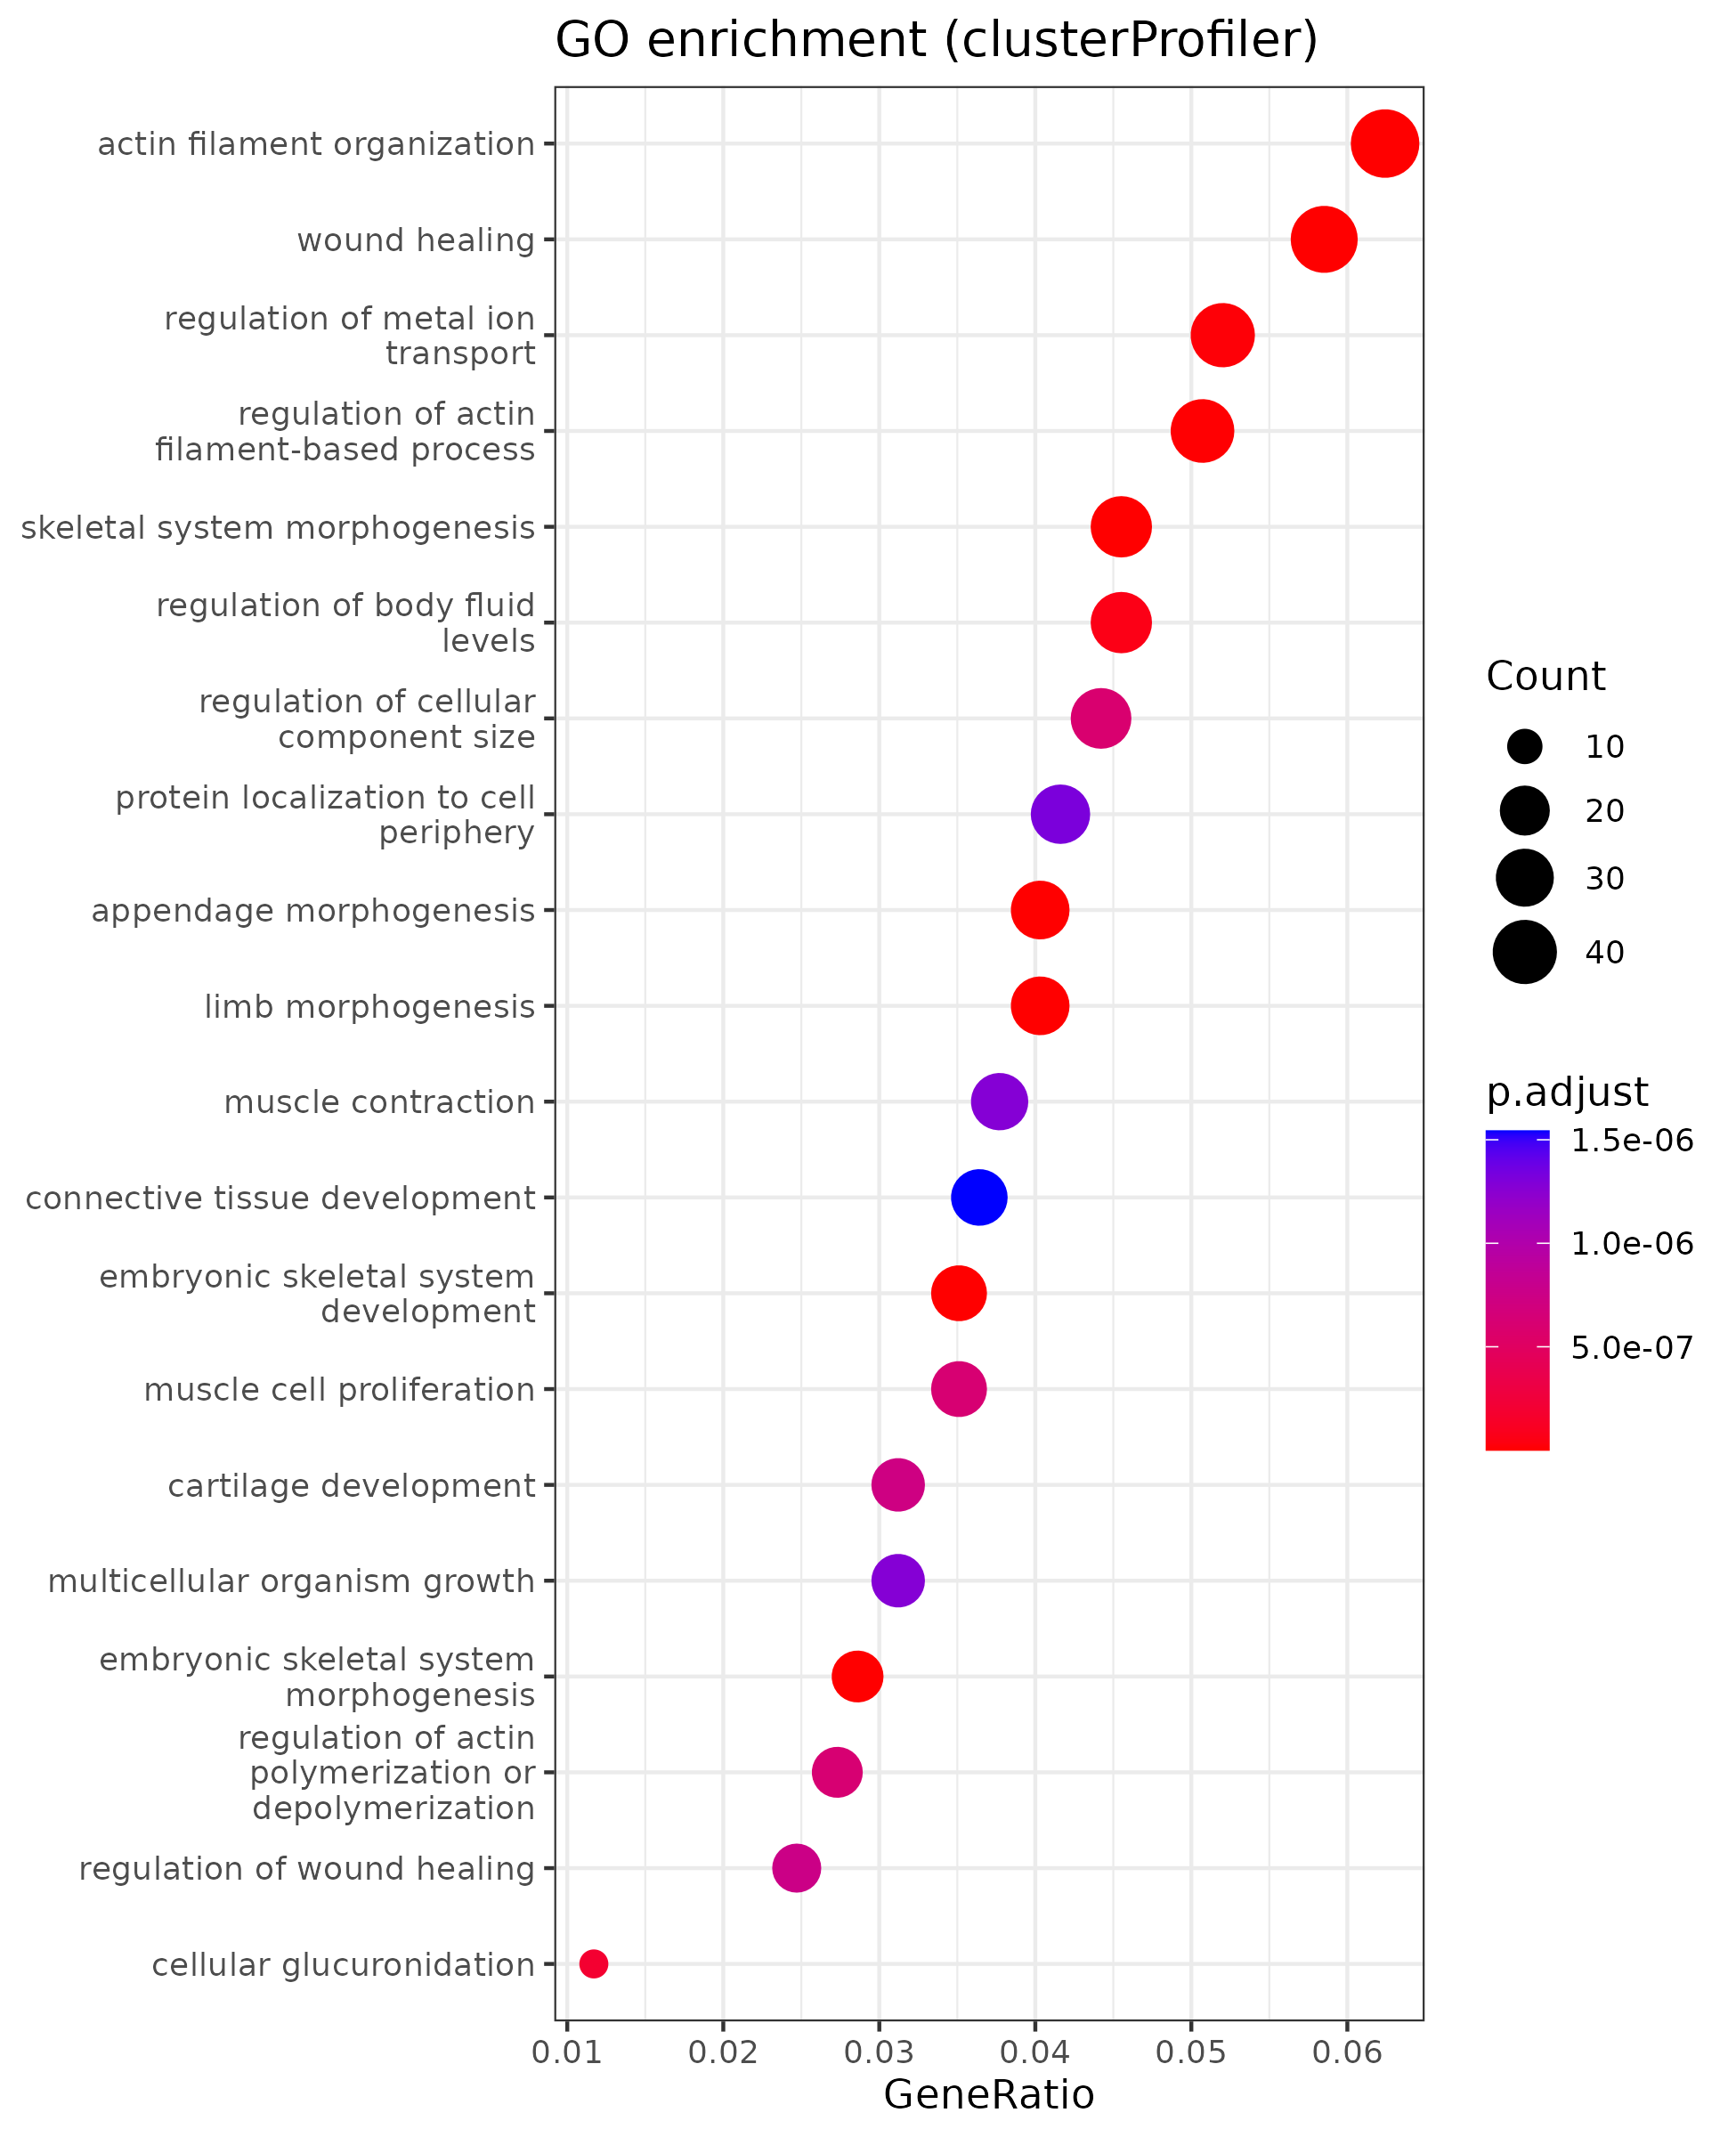 GO enrichment (clusterProfiler)
actin filament organization
wound healing
regulation of metal ion
transport
regulation of actin
filament-based process
skeletal system morphogenesis
regulation of body fluid
levels
regulation of cellular
component size
protein localization to cell
periphery
appendage morphogenesis
limb morphogenesis
muscle contraction
connective tissue development
embryonic skeletal system
development
muscle cell proliferation
cartilage development
multicellular organism growth
embryonic skeletal system
morphogenesis
regulation of actin
polymerization or
depolymerization
regulation of wound healing
cellular glucuronidation
0.01 0.02 0.03 0.04 0.05 0.06
GeneRatio
Count
10
20
30
40
p.adjust
1.5e-06
1.0e-06
5.0e-07